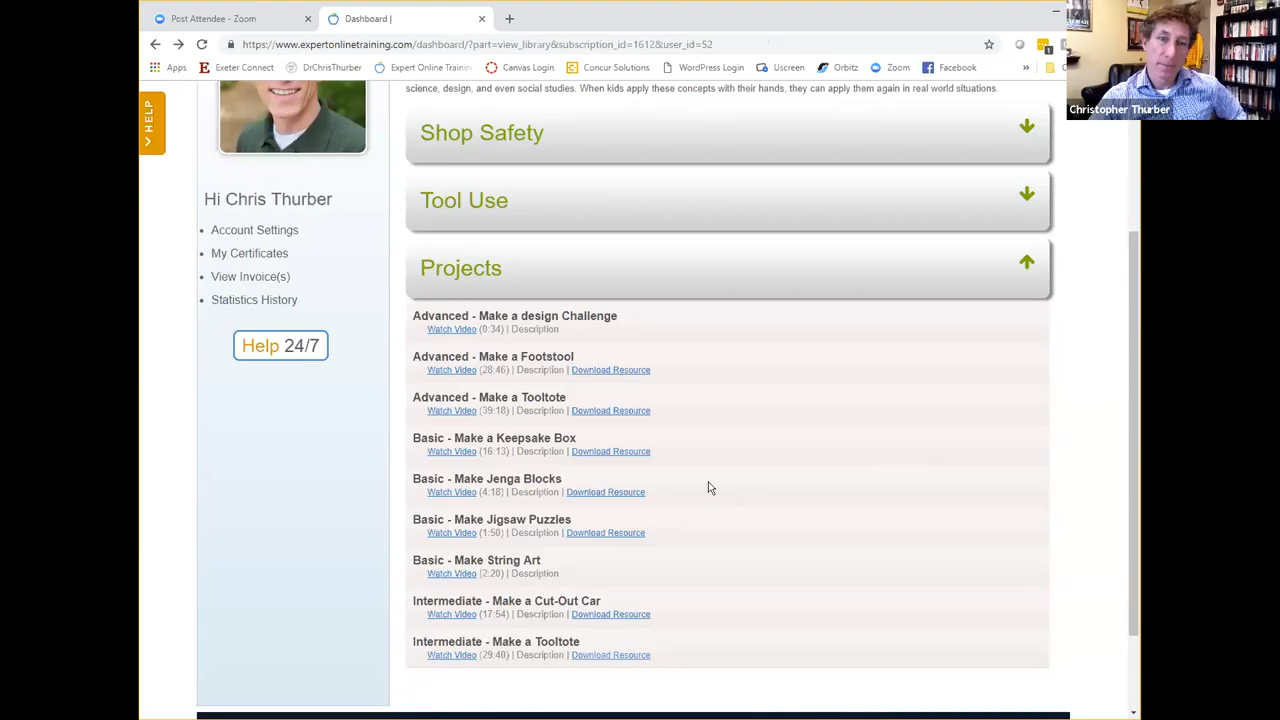 Post Attendee - Zoom
Dashboard |
https://www.expertonlinetraining.com/dashboard/?part=view_library&subscription_id=1612&user_id=52
Apps Exeter Connect DrChrisThurber Expert Online Trainin Canvas Login Concur Solutions WordPress Login Uscreen Orbitz Zoom Facebook »
HELP
science, design, and even social studies. When kids apply these concepts with their hands, they can apply them again in real world situations.
Christopher Thurber
Shop Safety
Hi Chris Thurber
Account Settings
My Certificates
View Invoice(s)
Statistics History
Help 24/7
Tool Use
Projects
Advanced - Make a design Challenge
Watch Video (0:34) | Description
Advanced - Make a Footstool
Watch Video (28:46) | Description | Download Resource
Advanced - Make a Tooltote
Watch Video (39:18) | Description | Download Resource
Basic - Make a Keepsake Box
Watch Video (16:13) | Description | Download Resource
Basic - Make Jenga Blocks
Watch Video (4:18) | Description | Download Resource
Basic - Make Jigsaw Puzzles
Watch Video (1:50) | Description | Download Resource
Basic - Make String Art
Watch Video (2:20) | Description
Intermediate - Make a Cut-Out Car
Watch Video (17:54) | Description | Download Resource
Intermediate - Make a Tooltote
Watch Video (29:40) | Description | Download Resource